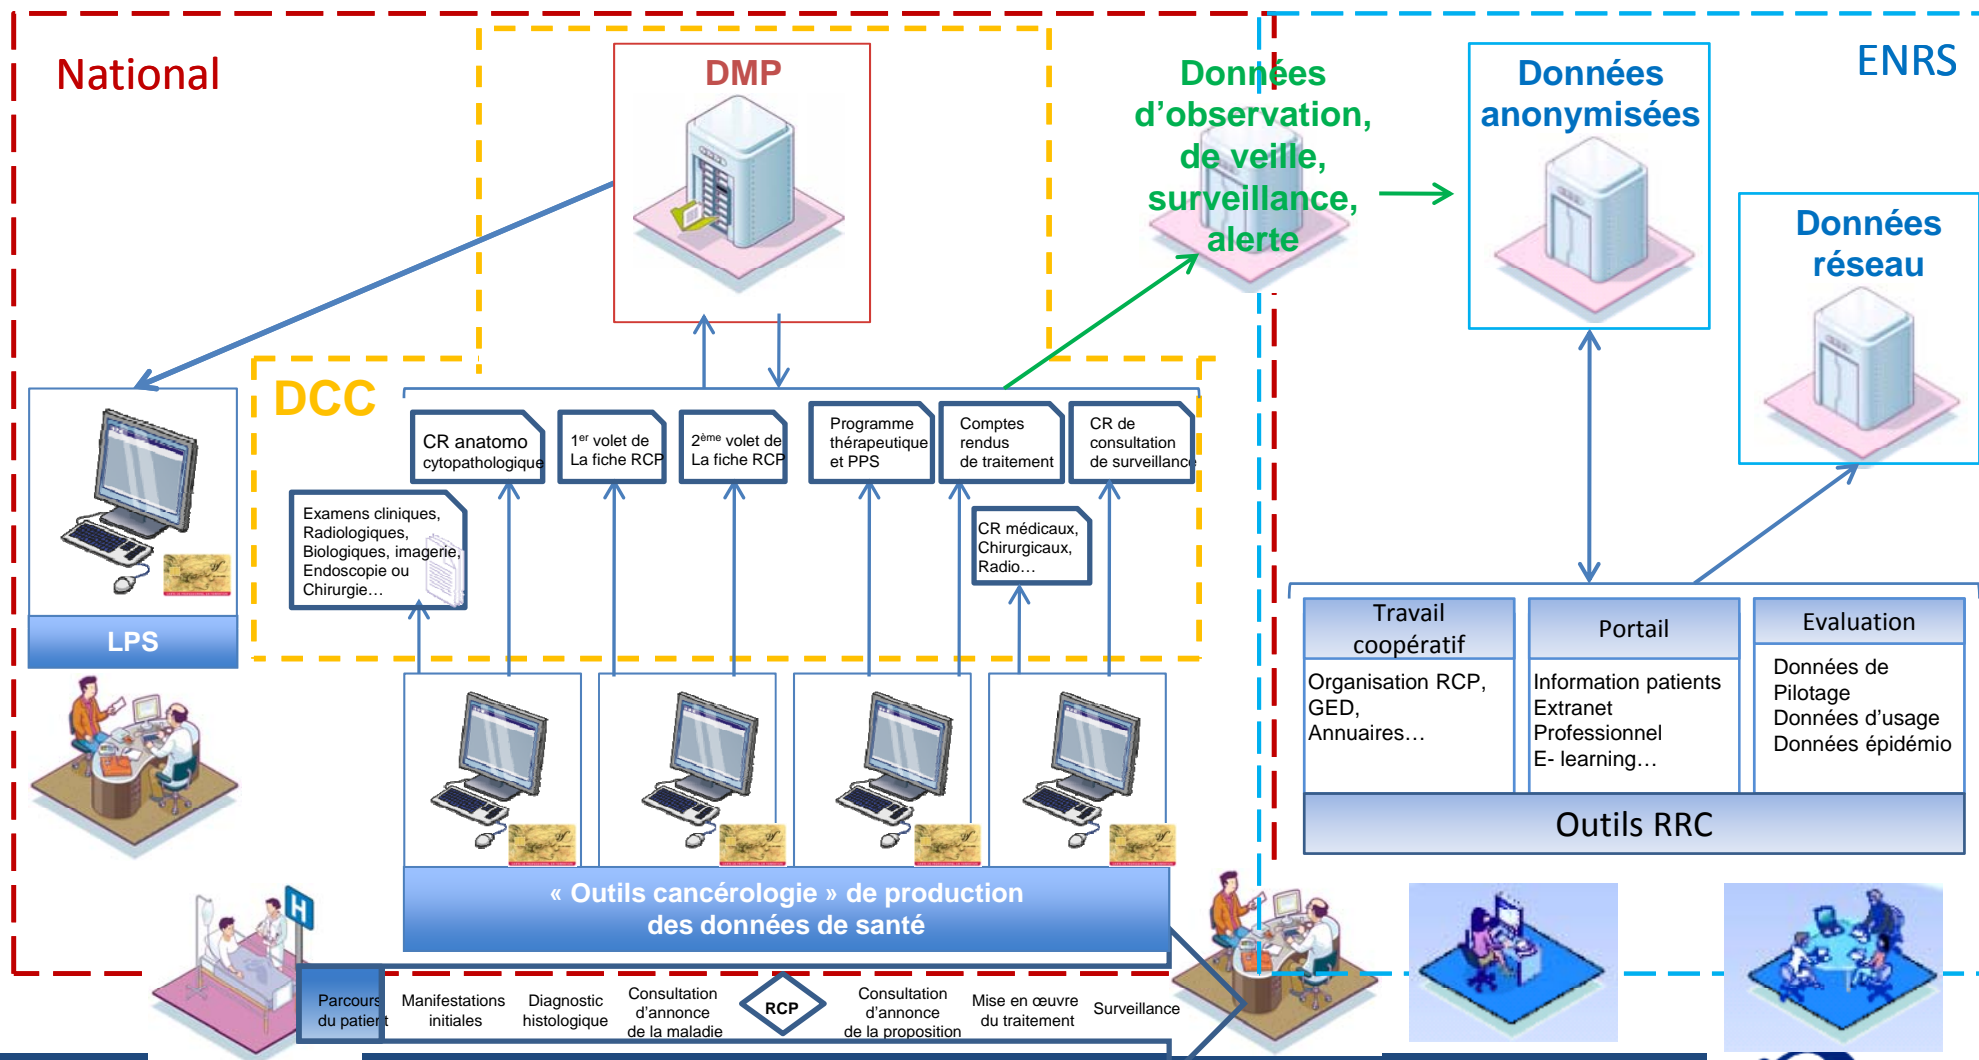 National
DMP
Données
d'observation,
de veille,
surveillance,
alerte
Données
anonymisées
ENRS
Données
réseau
DCC
CR anatomo
cytopathologique
1er volet de
La fiche RCP
2ème volet de
La fiche RCP
Programme
thérapeutique
et PPS
Comptes
rendus
de traitement
CR de
consultation
de surveillance
Examens cliniques,
Radiologiques,
Biologiques, imagerie,
Endoscopie ou
Chirurgie…
CR médicaux,
Chirurgicaux,
Radio…
LPS
Travail
coopératif
Organisation RCP,
GED,
Annuaires…
Portail
Information patients
Extranet
Professionnel
E- learning…
Evaluation
Données de
Pilotage
Données d'usage
Données épidémio
Outils RRC
« Outils cancérologie » de production
des données de santé
H
Parcours
du patient
Manifestations
initiales
Diagnostic
histologique
Consultation
d'annonce
de la maladie
RCP
Consultation
d'annonce
de la proposition
Mise en œuvre
du traitement
Surveillance